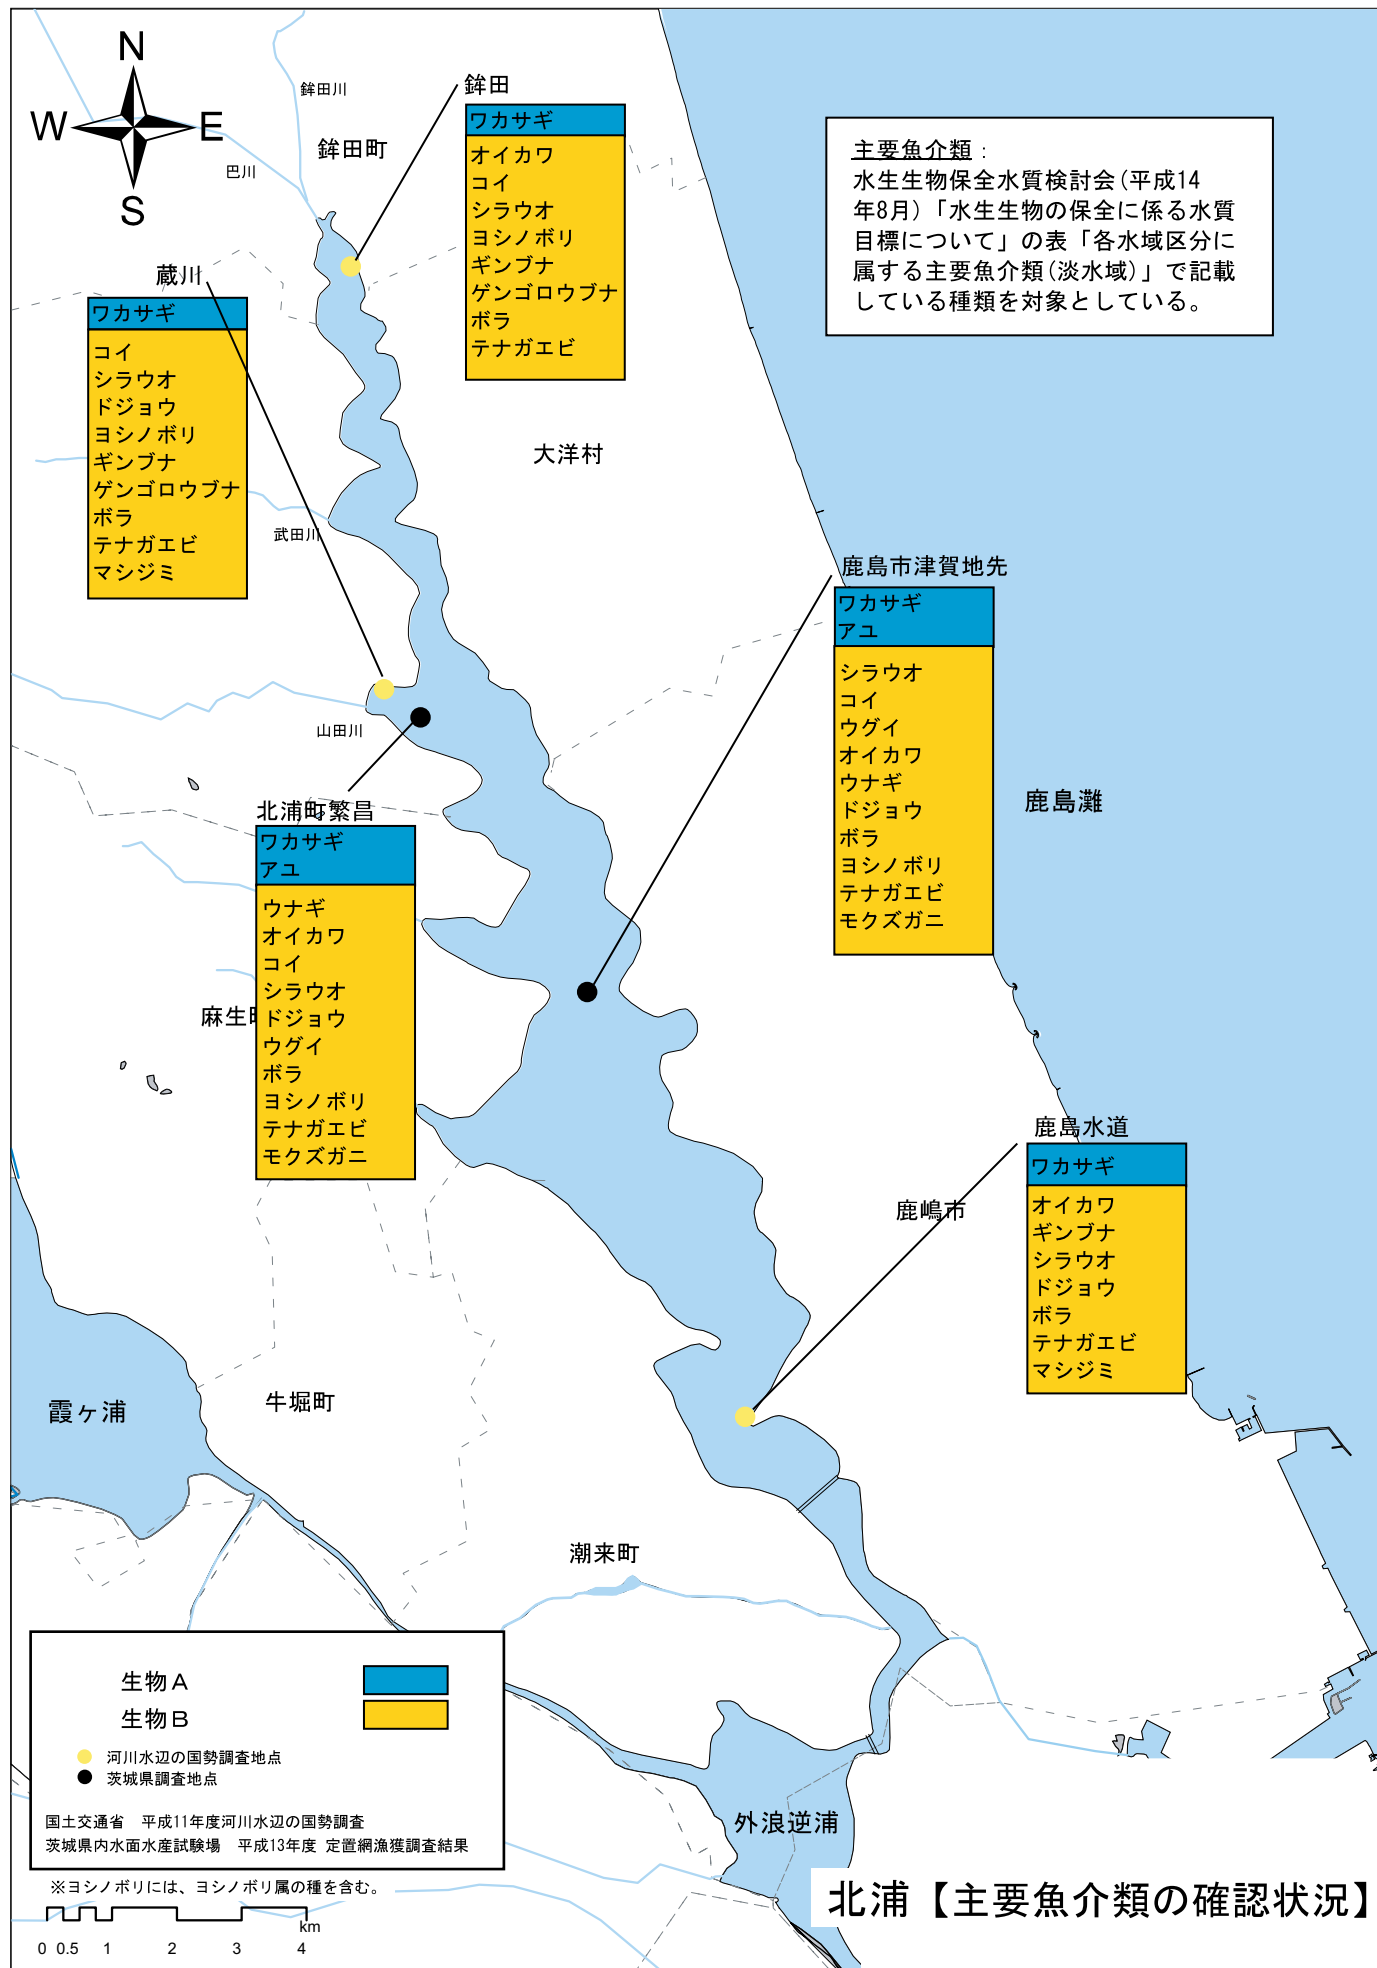 N
W
E
S
鉾田川
巴川
鉾田町
鉾田
ワカサギ
オイカワ
コイ
シラウオ
ヨシノボリ
ギンブナ
ゲンゴロウブナ
ボラ
テナガエビ
主要魚介類：
水生生物保全水質検討会(平成14
年8月)「水生生物の保全に係る水質
目標について」の表「各水域区分に
属する主要魚介類(淡水域)」で記載
している種類を対象としている。
蔵川
ワカサギ
コイ
シラウオ
ドジョウ
ヨシノボリ
ギンブナ
ゲンゴロウブナ
ボラ
テナガエビ
マシジミ
大洋村
武田川
鹿島市津賀地先
ワカサギ
アユ
シラウオ
コイ
ウグイ
オイカワ
ウナギ
ドジョウ
ボラ
ヨシノボリ
テナガエビ
モクズガニ
山田川
鹿島灘
北浦町繁昌
ワカサギ
アユ
ウナギ
オイカワ
コイ
シラウオ
ドジョウ
ウグイ
ボラ
ヨシノボリ
テナガエビ
モクズガニ
麻生
鹿島水道
ワカサギ
オイカワ
ギンブナ
シラウオ
ドジョウ
ボラ
テナガエビ
マシジミ
鹿嶋市
霞ヶ浦
牛堀町
潮来町
外浪逆浦
生物A
生物B
河川水辺の国勢調査地点
茨城県調査地点
国土交通省　平成11年度河川水辺の国勢調査
茨城県内水面水産試験場　平成13年度 定置網漁獲調査結果
※ヨシノボリには、ヨシノボリ属の種を含む。
km
0 0.5 1 2 3 4
北浦【主要魚介類の確認状況】